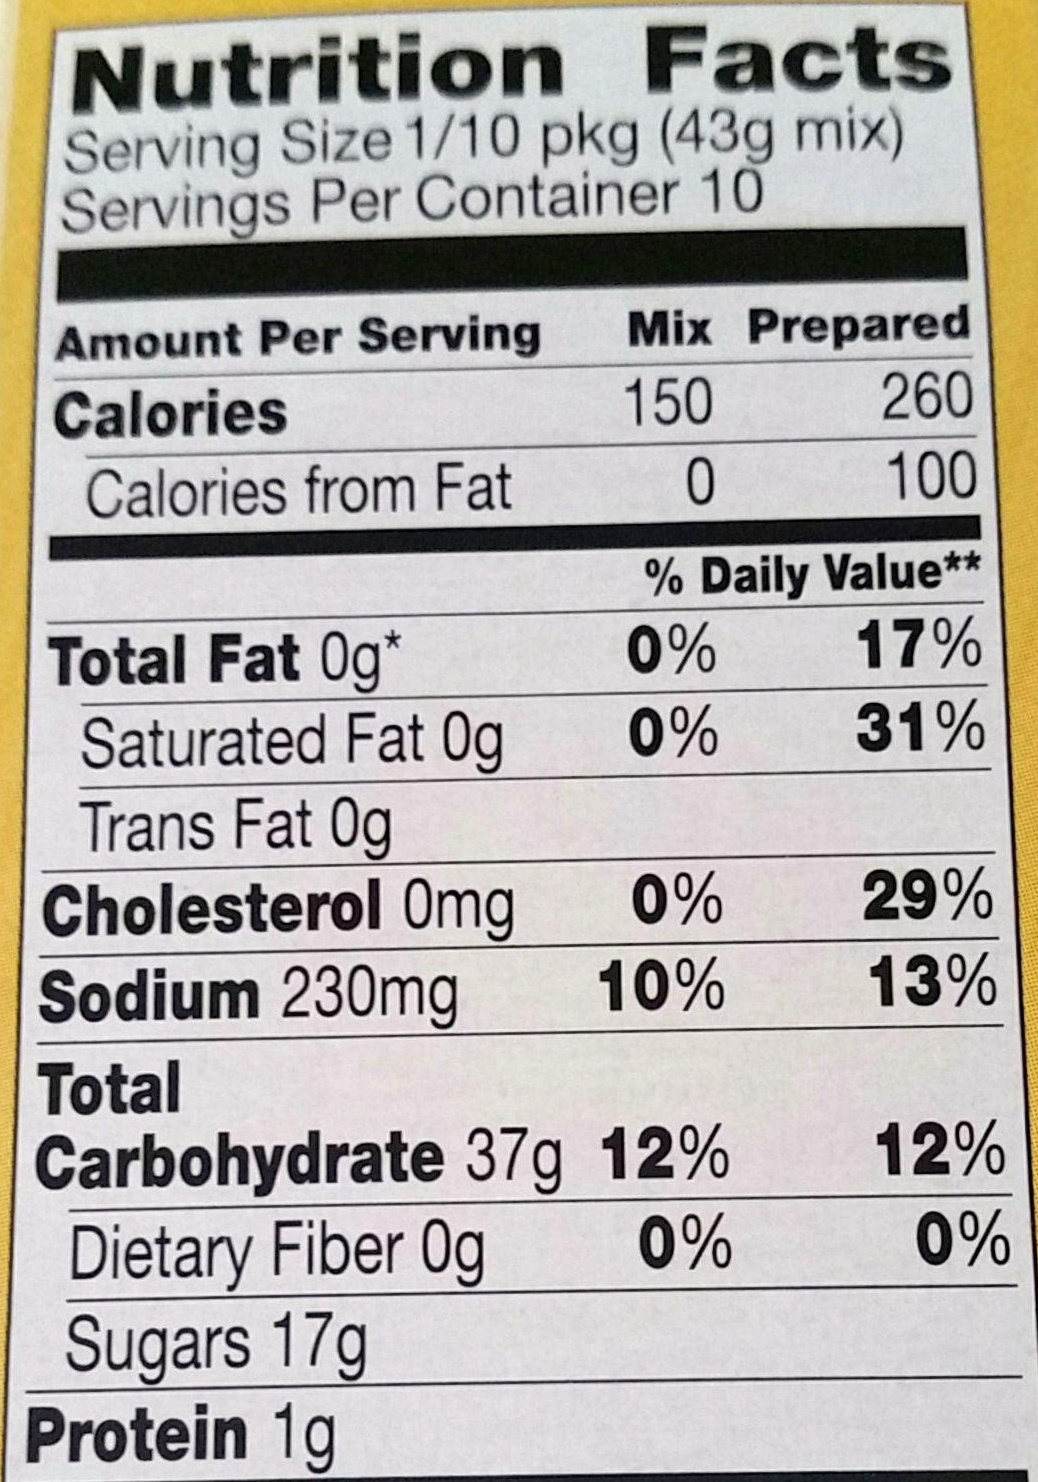 Nutrition Facts
Serving Size 1/10 pkg (43g mix)
Servings Per Container 10
Amount Per Serving Mix Prepared
Calories 150 260
Calories from Fat 0 100
% Daily Value**
Total Fat 0g* 0% 17%
Saturated Fat 0g 0% 31%
Trans Fat 0g
Cholesterol 0mg 0% 29%
Sodium 230mg 10% 13%
Total
Carbohydrate 37g 12% 12%
Dietary Fiber 0g 0% 0%
Sugars 17g
Protein 1g